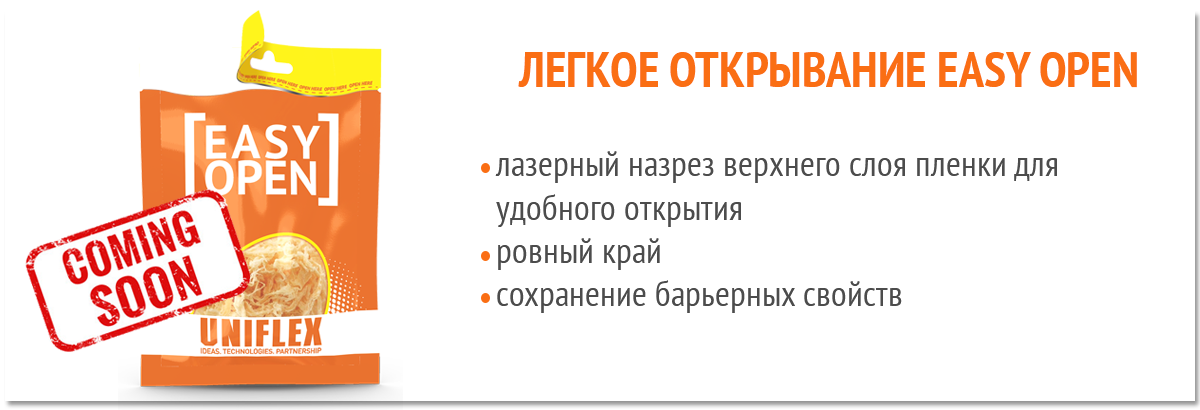 ЛЕГКОЕ ОТКРЫВАНИЕ EASY OPEN
• лазерный назрез верхнего слоя пленки для
удобного открытия
• ровный край
• сохранение барьерных свойств
OPEN HERE OPEN HERE OPEN HERE OPEN HERE
[EASY
OPEN]
COMING
SOON
UNIFLEX
IDEAS. TECHNOLOGIES. PARTNERSHIP